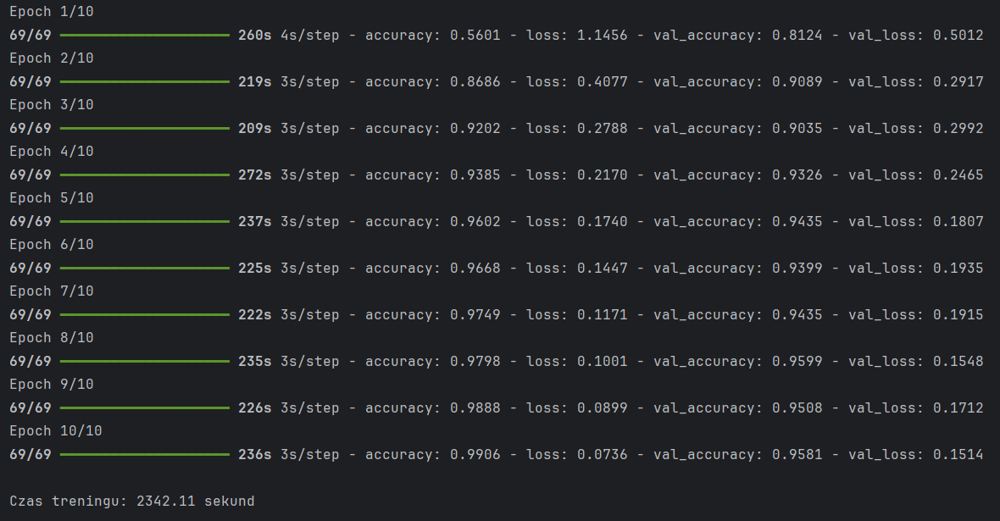 Epoch 1/10
69/69 ━━━━━━━━━━━━━━━━━━━━ 260s 4s/step - accuracy: 0.5601 - loss: 1.1456 - val_accuracy: 0.8124 - val_loss: 0.5012
Epoch 2/10
69/69 ━━━━━━━━━━━━━━━━━━━━ 219s 3s/step - accuracy: 0.8686 - loss: 0.4077 - val_accuracy: 0.9089 - val_loss: 0.2917
Epoch 3/10
69/69 ━━━━━━━━━━━━━━━━━━━━ 209s 3s/step - accuracy: 0.9202 - loss: 0.2788 - val_accuracy: 0.9035 - val_loss: 0.2992
Epoch 4/10
69/69 ━━━━━━━━━━━━━━━━━━━━ 272s 3s/step - accuracy: 0.9385 - loss: 0.2170 - val_accuracy: 0.9326 - val_loss: 0.2465
Epoch 5/10
69/69 ━━━━━━━━━━━━━━━━━━━━ 237s 3s/step - accuracy: 0.9602 - loss: 0.1740 - val_accuracy: 0.9435 - val_loss: 0.1807
Epoch 6/10
69/69 ━━━━━━━━━━━━━━━━━━━━ 225s 3s/step - accuracy: 0.9668 - loss: 0.1447 - val_accuracy: 0.9399 - val_loss: 0.1935
Epoch 7/10
69/69 ━━━━━━━━━━━━━━━━━━━━ 222s 3s/step - accuracy: 0.9749 - loss: 0.1171 - val_accuracy: 0.9435 - val_loss: 0.1915
Epoch 8/10
69/69 ━━━━━━━━━━━━━━━━━━━━ 235s 3s/step - accuracy: 0.9798 - loss: 0.1001 - val_accuracy: 0.9599 - val_loss: 0.1548
Epoch 9/10
69/69 ━━━━━━━━━━━━━━━━━━━━ 226s 3s/step - accuracy: 0.9888 - loss: 0.0899 - val_accuracy: 0.9508 - val_loss: 0.1712
Epoch 10/10
69/69 ━━━━━━━━━━━━━━━━━━━━ 236s 3s/step - accuracy: 0.9906 - loss: 0.0736 - val_accuracy: 0.9581 - val_loss: 0.1514
Czas treningu: 2342.11 sekund